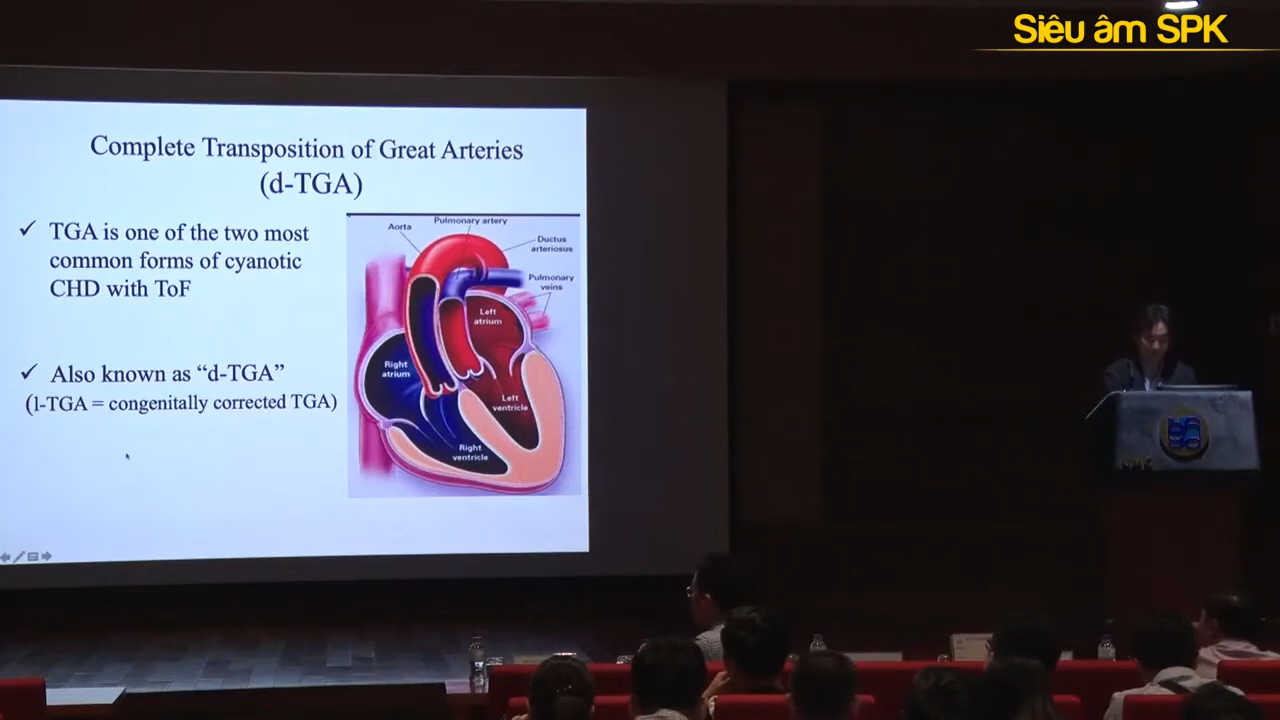 Siêu âm SPK
Complete Transposition of Great Arteries
(d-TGA)
✓ TGA is one of the two most
common forms of cyanotic
CHD with ToF
✓ Also known as “d-TGA”
(l-TGA = congenitally corrected TGA)
Pulmonary artery
Aorta
Ductus
arteriosus
Pulmonary
veins
Left
atrium
Right
atrium
Left
ventricle
Right
ventricle